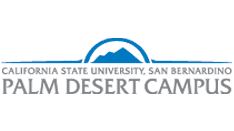 CALIFORNIA STATE UNIVERSITY, SAN BERNARDINO
PALM DESERT CAMPUS